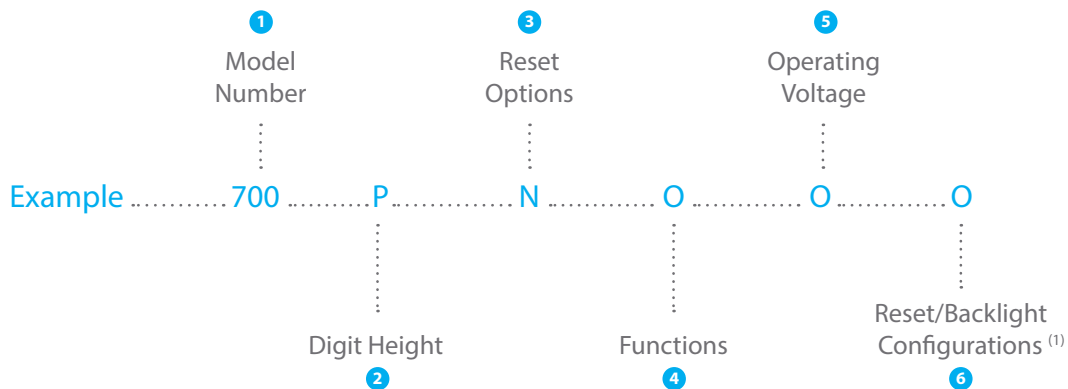 1 3 5
Model Number
Reset Options
Operating Voltage
Example 700 P N O O O
Digit Height
Functions
Reset/Backlight Configurations (1)
2 4 6